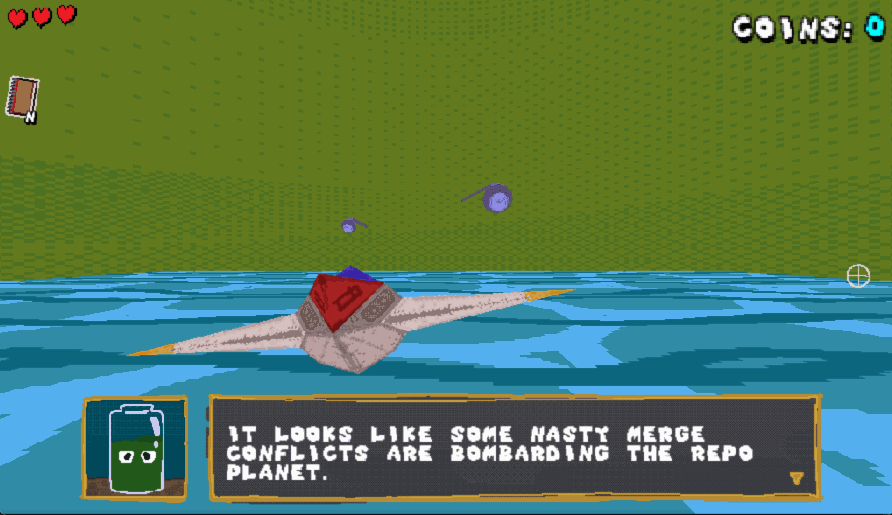 COINS: 0
N
IT LOOKS LIKE SOME NASTY MERGE
CONFLICTS ARE BOMBARDING THE REPO
PLANET.